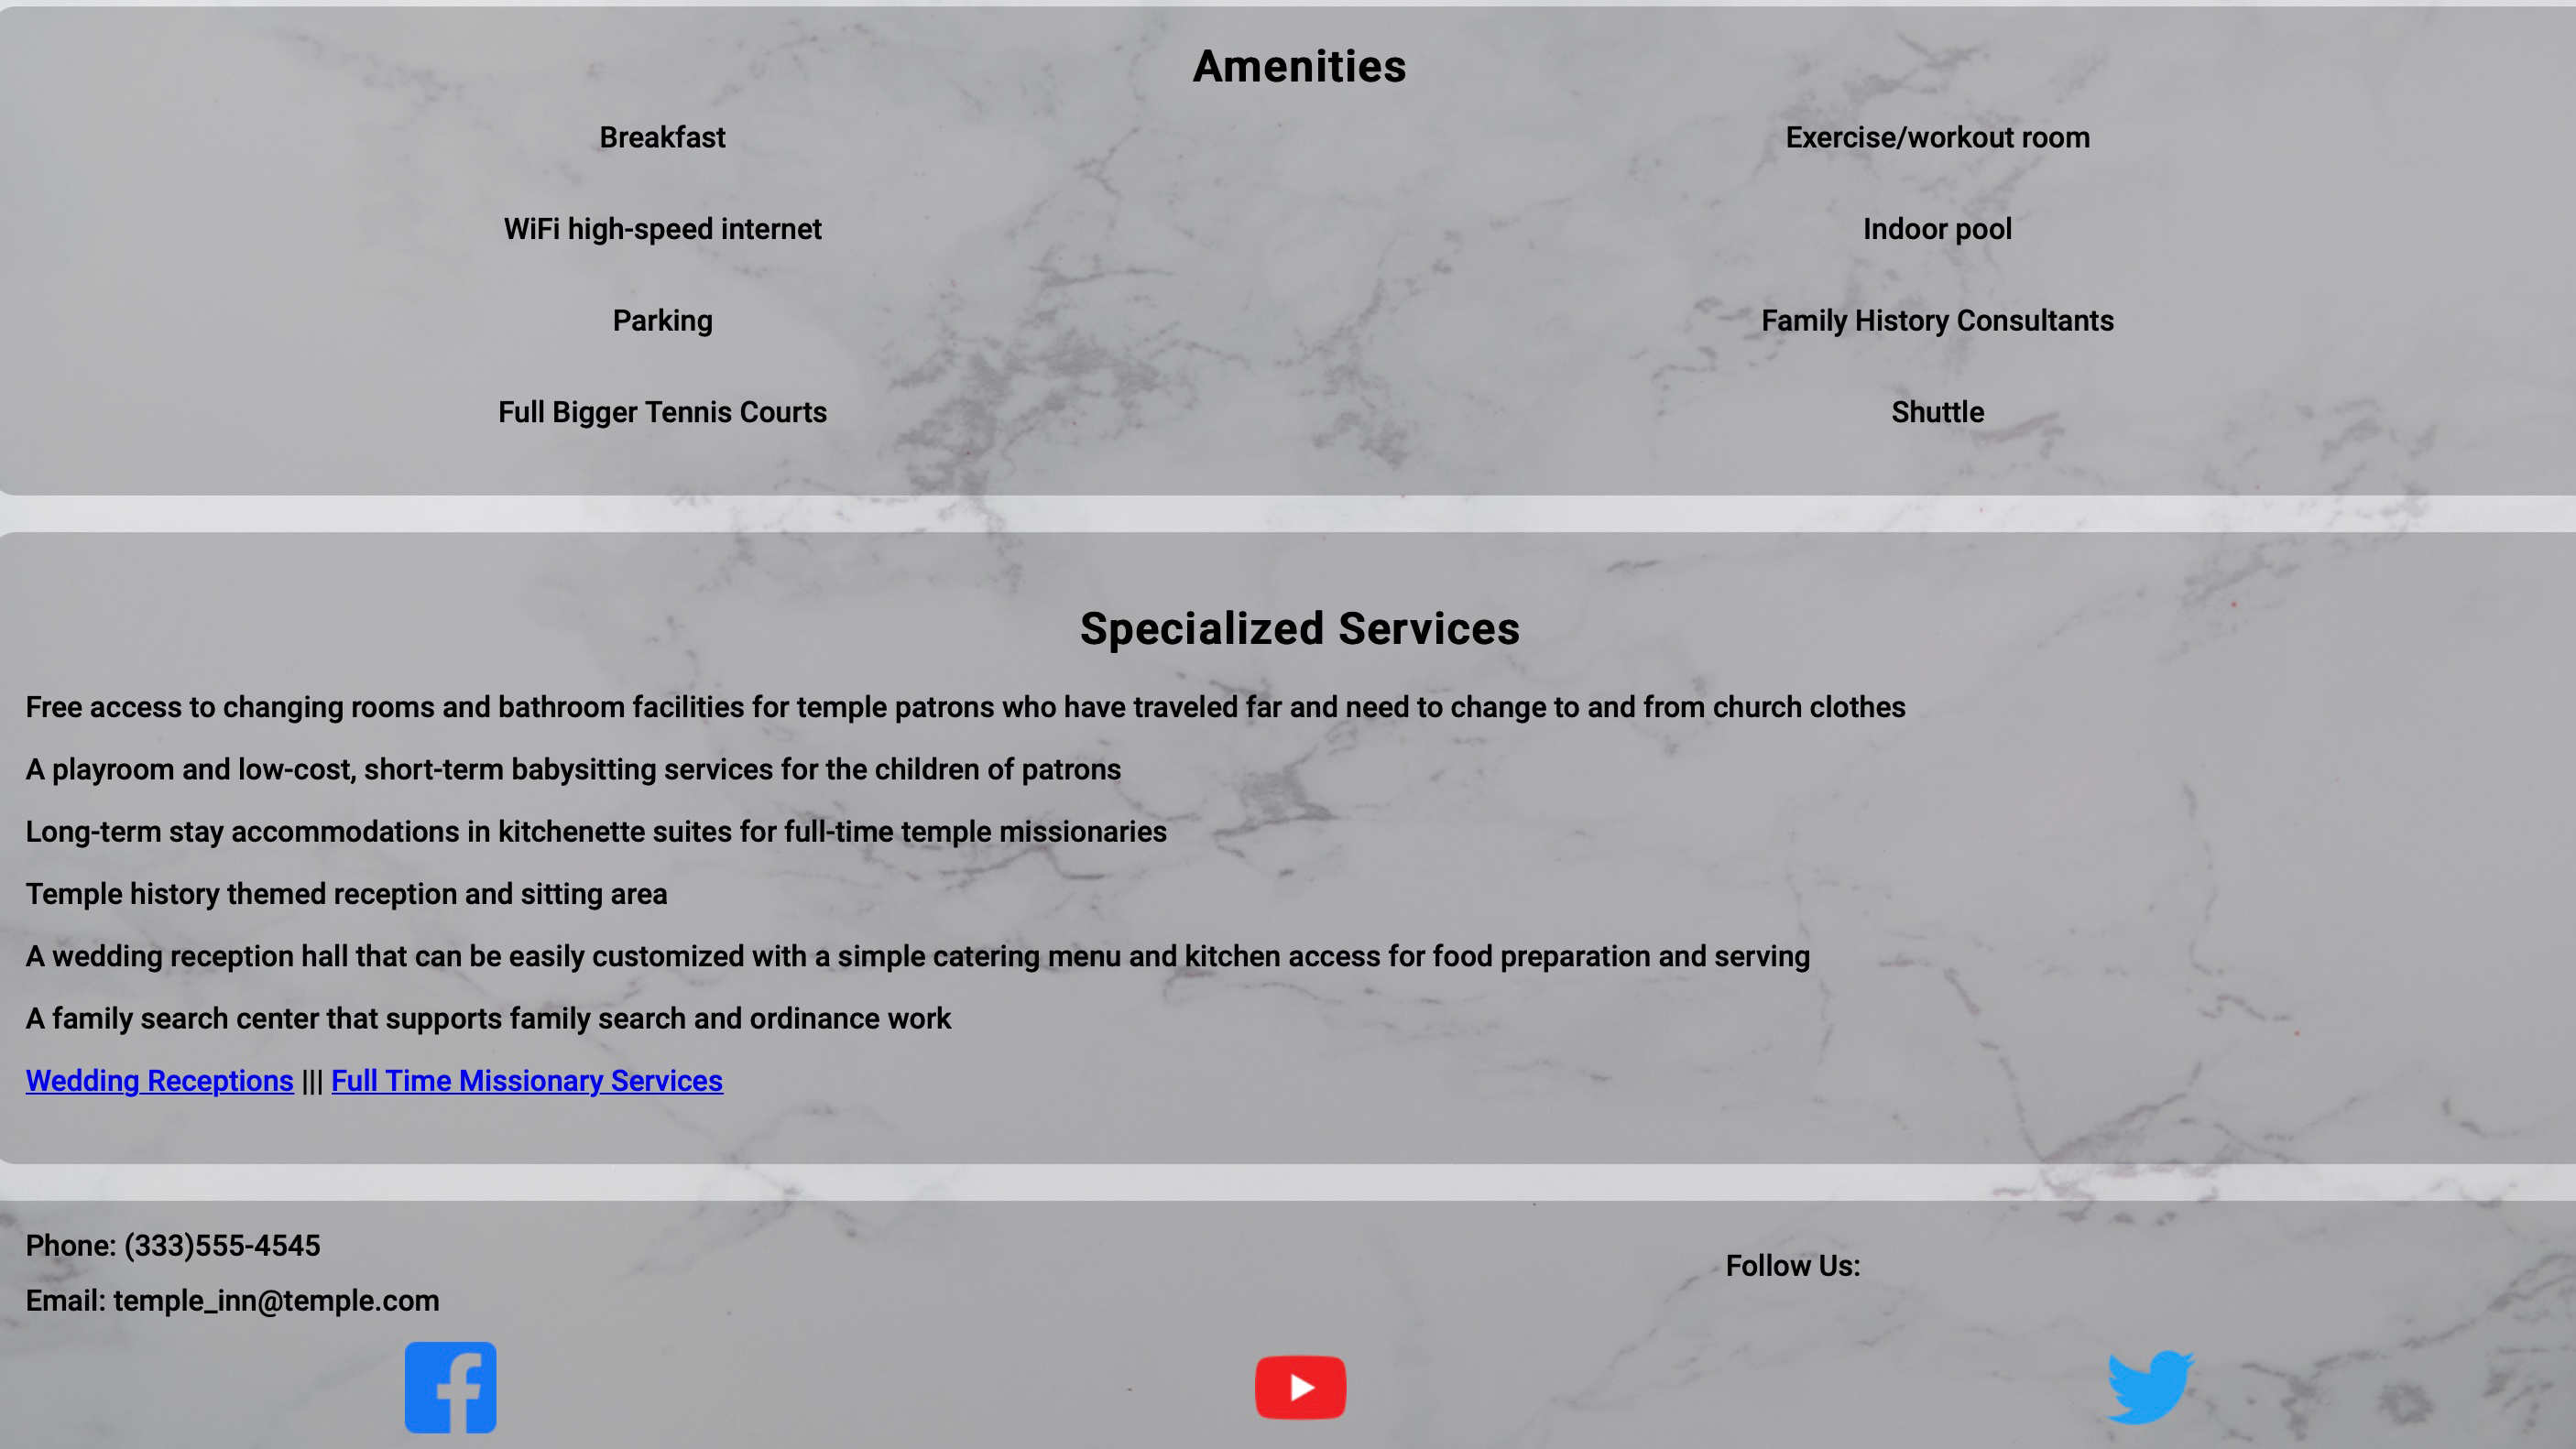 Amenities
Breakfast
Exercise/workout room
WiFi high-speed internet
Indoor pool
Parking
Family History Consultants
Full Bigger Tennis Courts
Shuttle
Specialized Services
Free access to changing rooms and bathroom facilities for temple patrons who have traveled far and need to change to and from church clothes
A playroom and low-cost, short-term babysitting services for the children of patrons
Long-term stay accommodations in kitchenette suites for full-time temple missionaries
Temple history themed reception and sitting area
A wedding reception hall that can be easily customized with a simple catering menu and kitchen access for food preparation and serving
A family search center that supports family search and ordinance work
Wedding Receptions ||| Full Time Missionary Services
Phone: (333)555-4545
Email: temple_inn@temple.com
Follow Us: